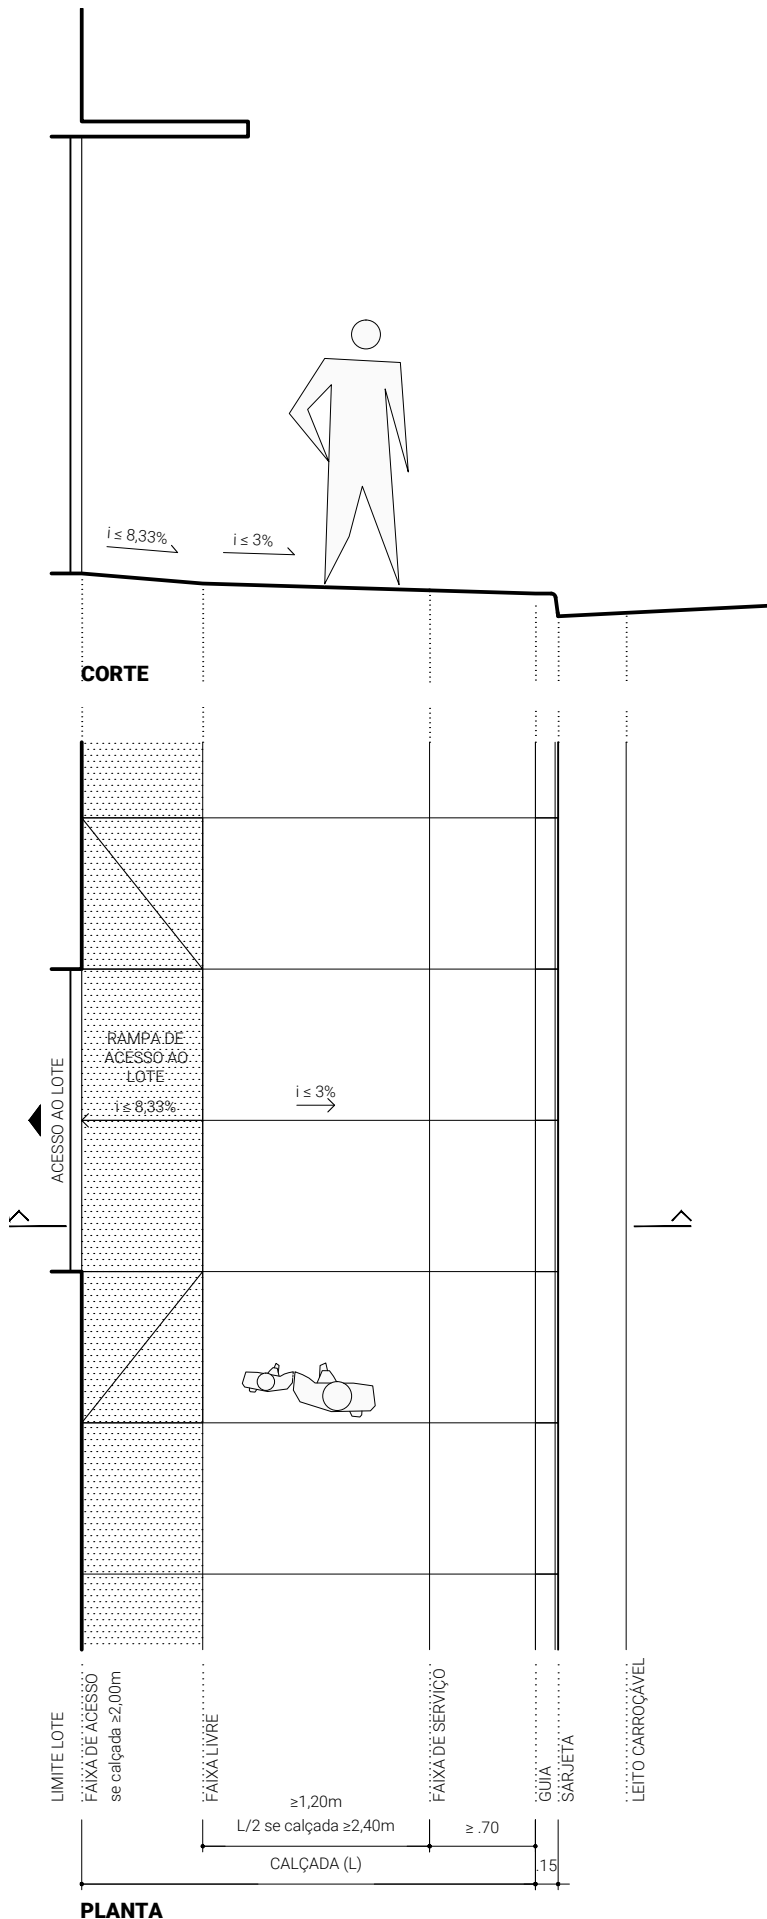 i ≤ 8,33%
i ≤ 3%
CORTE
RAMPA DE
ACESSO AO
LOTE
i ≤ 8,33%
i ≤ 3%
ACESSO AO LOTE
LIMITE LOTE
FAIXA DE ACESSO
se calçada ≥2,00m
FAIXA LIVRE
FAIXA DE SERVIÇO
GUIA
SARJETA
LEITO CARROÇÁVEL
≥1,20m
L/2 se calçada ≥2,40m
≥ .70
CALÇADA (L)
.15
PLANTA